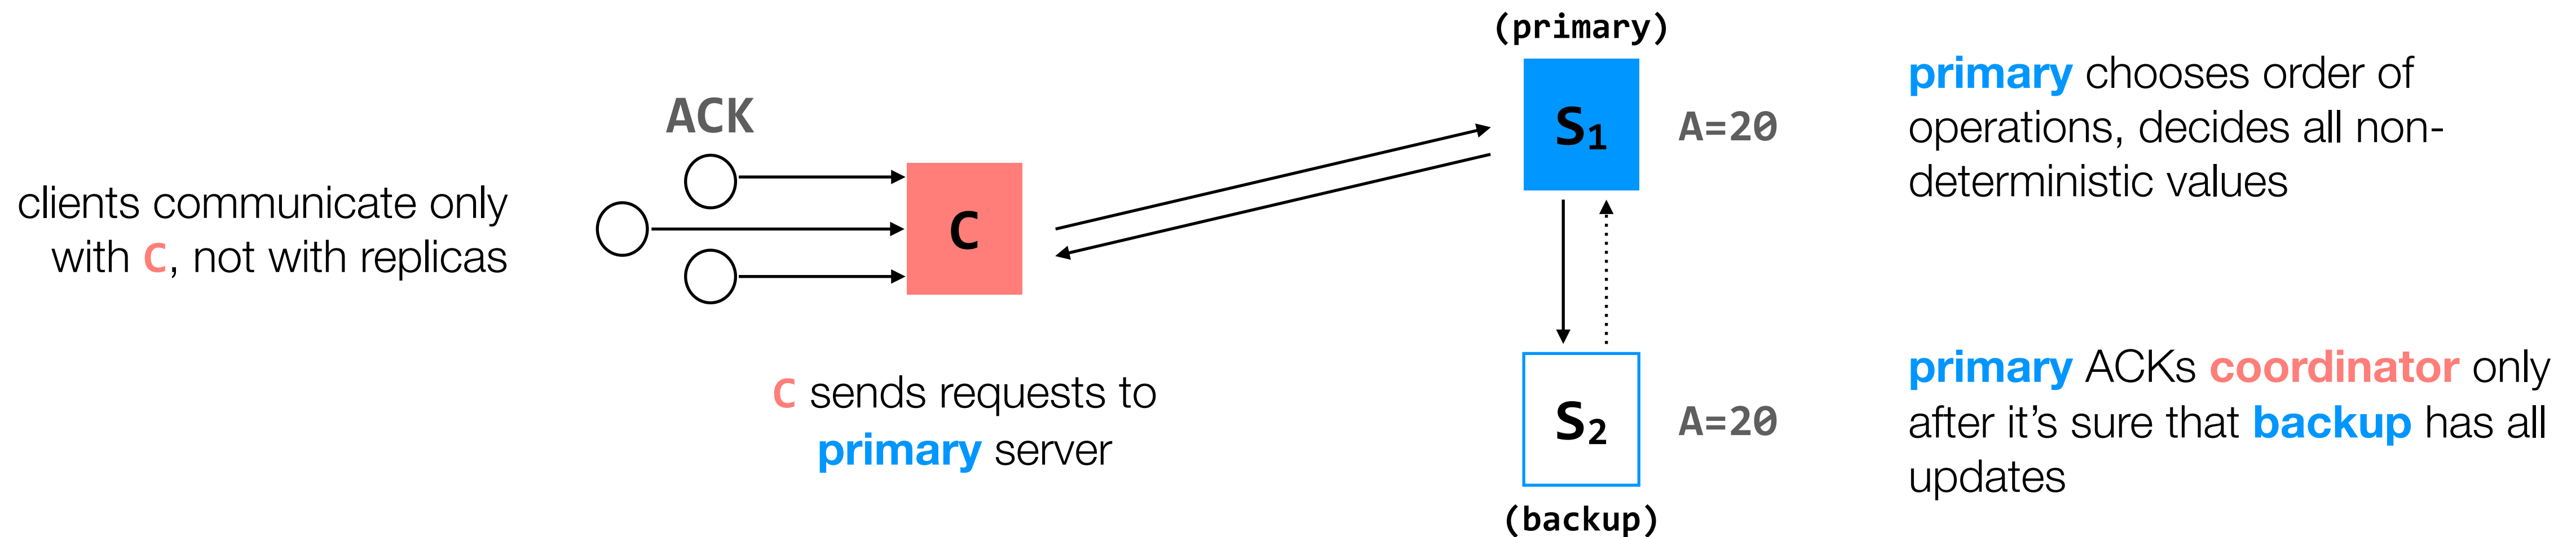 (primary)
ACK
S₁
A=20
primary chooses order of
operations, decides all non-
deterministic values
clients communicate only
with C, not with replicas
C
C sends requests to
primary server
S₂
A=20
(backup)
primary ACKs coordinator only
after it's sure that backup has all
updates